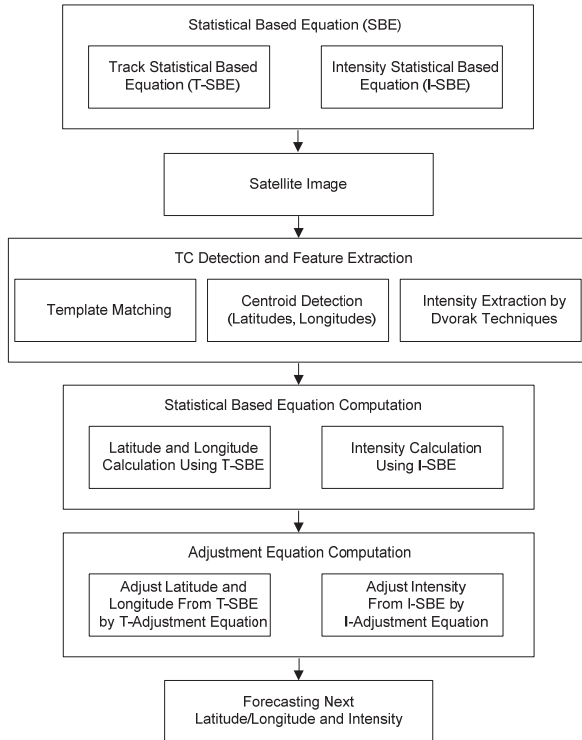 Statistical Based Equation (SBE)
Track Statistical Based
Equation (T-SBE)
Intensity Statistical Based
Equation (I-SBE)
Satellite Image
TC Detection and Feature Extraction
Template Matching
Centroid Detection
(Latitudes, Longitudes)
Intensity Extraction by
Dvorak Techniques
Statistical Based Equation Computation
Latitude and Longitude
Calculation Using T-SBE
Intensity Calculation
Using I-SBE
Adjustment Equation Computation
Adjust Latitude and
Longitude From T-SBE
by T-Adjustment Equation
Adjust Intensity
From I-SBE by
I-Adjustment Equation
Forecasting Next
Latitude/Longitude and Intensity